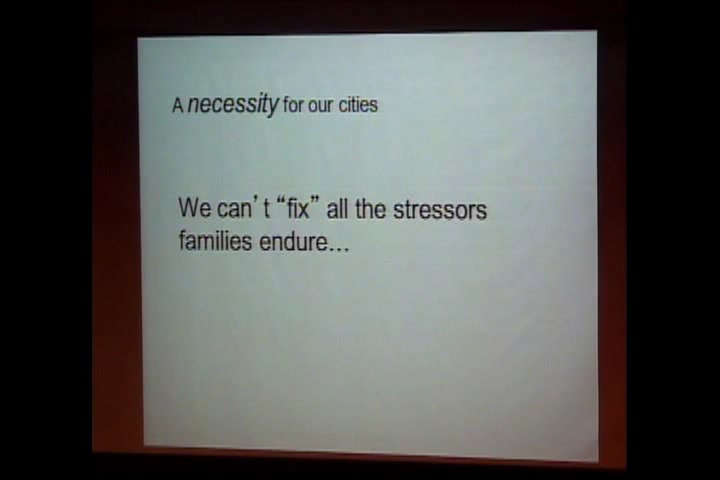 A necessity for our cities
We can’t “fix” all the stressors
families endure…